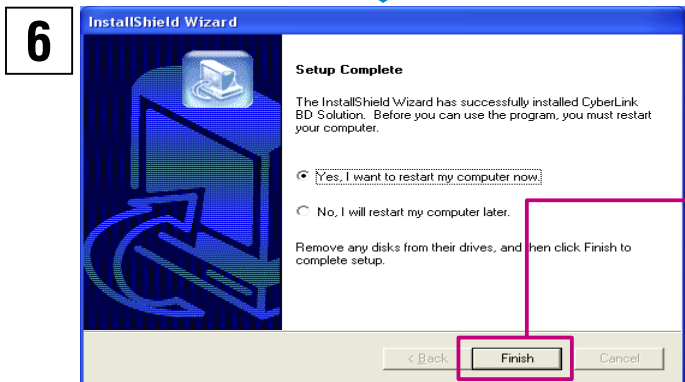 6
InstallShield Wizard
Setup Complete
The InstallShield Wizard has successfully installed CyberLink
BD Solution. Before you can use the program, you must restart
your computer.
Yes, I want to restart my computer now.
No, I will restart my computer later.
Remove any disks from their drives, and then click Finish to
complete setup.
< Back Finish Cancel